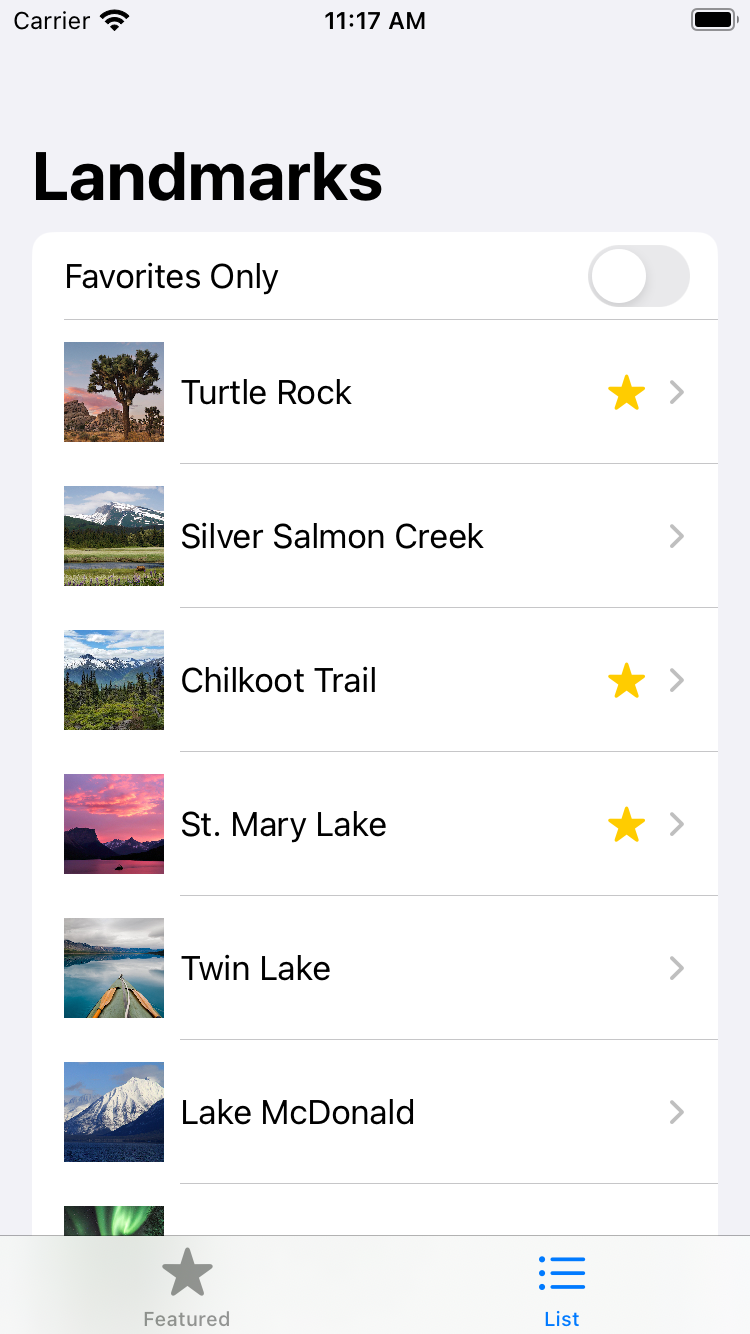 Carrier 11:17 AM
Landmarks
Favorites Only
Turtle Rock
Silver Salmon Creek
Chilkoot Trail
St. Mary Lake
Twin Lake
Lake McDonald
Featured List